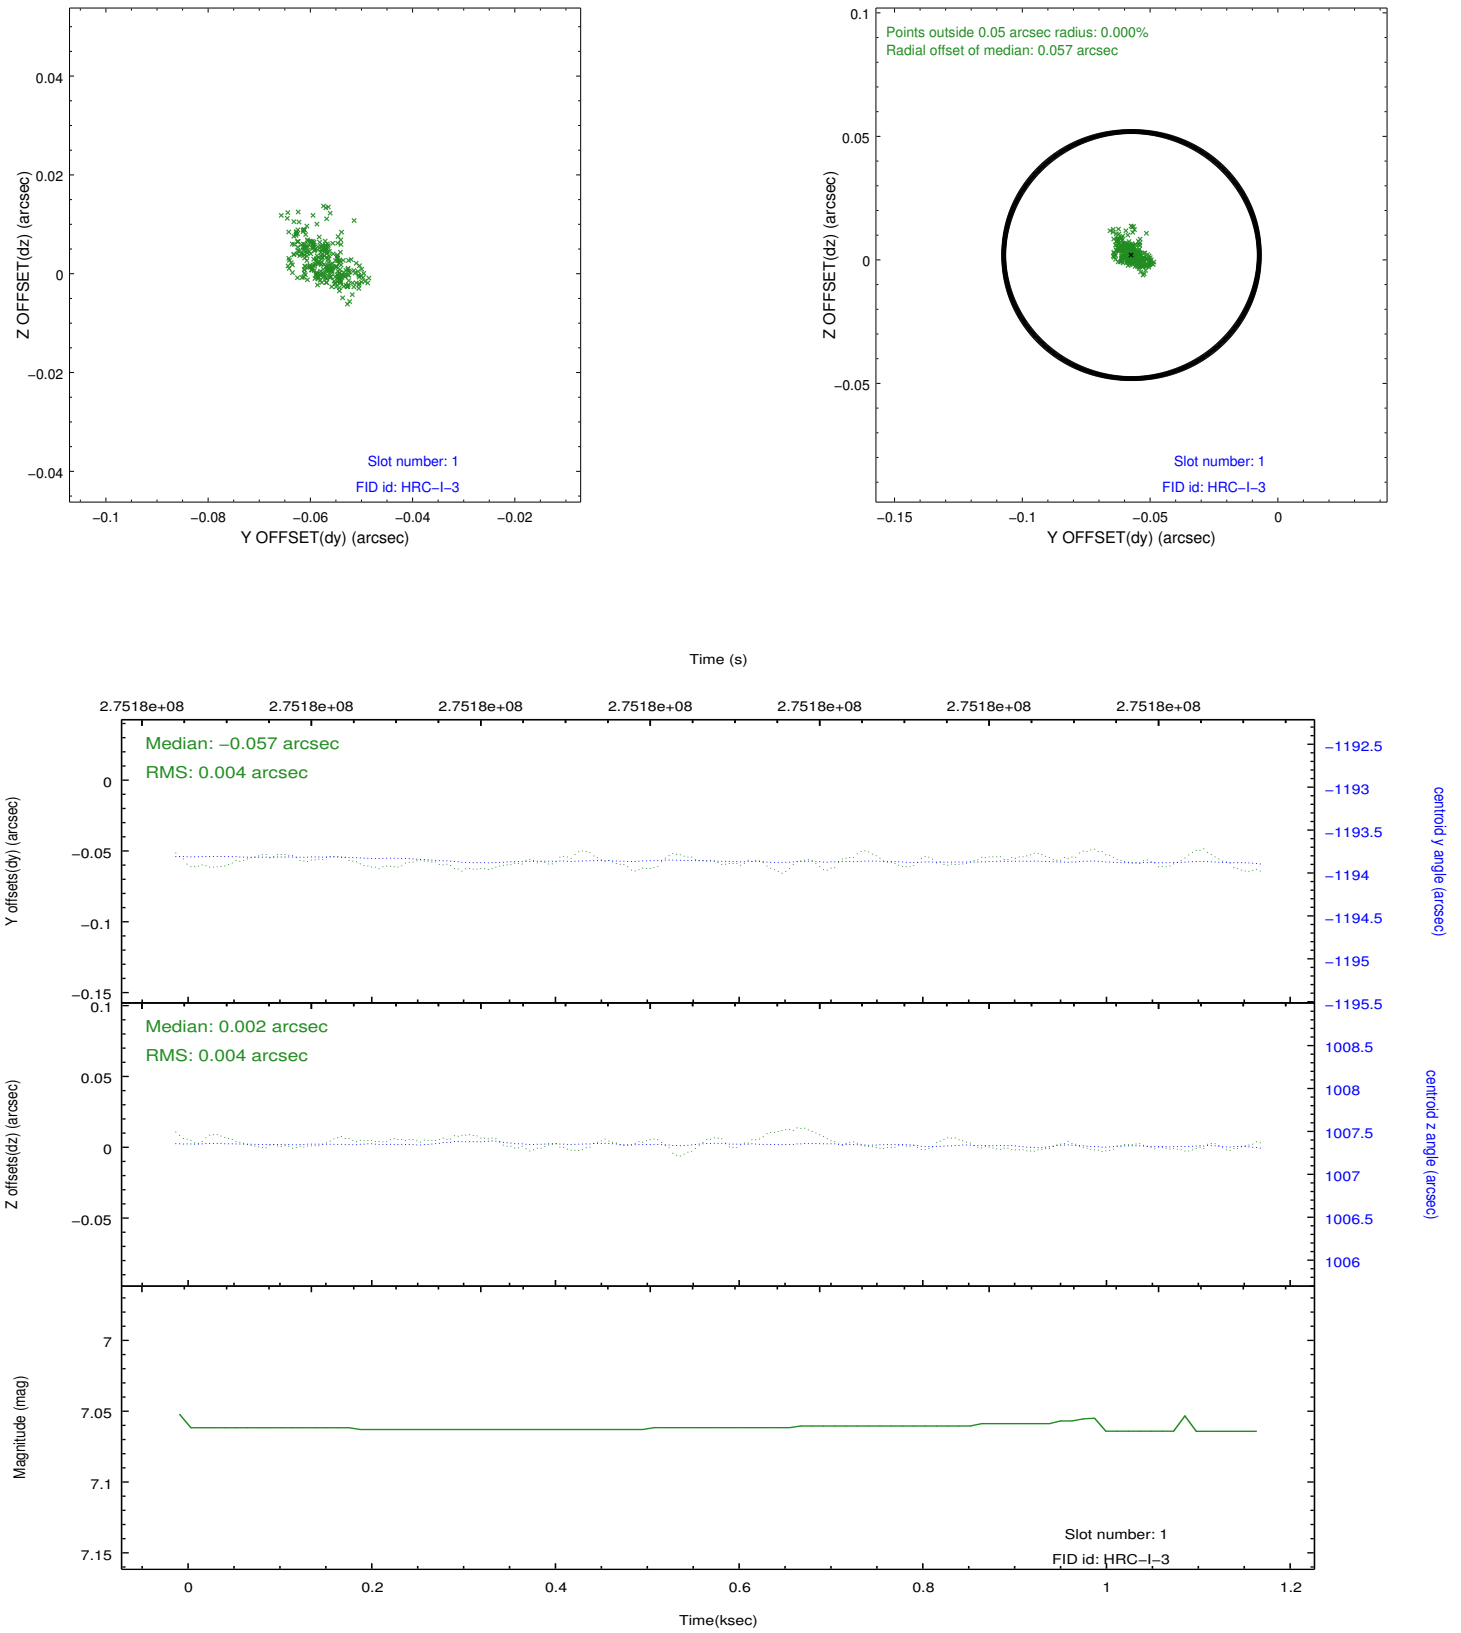 0.04
0.02
0
−0.02
−0.04
Z OFFSET(dz) (arcsec)
Slot number: 1
FID id: HRC−I−3
−0.1 −0.08 −0.06 −0.04 −0.02
Y OFFSET(dy) (arcsec)
Points outside 0.05 arcsec radius: 0.000%
Radial offset of median: 0.057 arcsec
0.1
0.05
0
−0.05
Z OFFSET(dz) (arcsec)
Slot number: 1
FID id: HRC−I−3
−0.15 −0.1 −0.05 0
Y OFFSET(dy) (arcsec)
Time (s)
2.7518e+08 2.7518e+08 2.7518e+08 2.7518e+08 2.7518e+08 2.7518e+08 2.7518e+08
Median: −0.057 arcsec
RMS: 0.004 arcsec
0
−0.05
−0.1
−0.15
Y offsets(dy) (arcsec)
−1192.5
−1193
−1193.5
−1194
−1194.5
−1195
−1195.5
centroid y angle (arcsec)
Median: 0.002 arcsec
RMS: 0.004 arcsec
0.1
0.05
0
−0.05
Z offsets(dz) (arcsec)
1008.5
1008
1007.5
1007
1006.5
1006
centroid z angle (arcsec)
7
7.05
7.1
7.15
Magnitude (mag)
Slot number: 1
FID id: HRC−I−3
0 0.2 0.4 0.6 0.8 1 1.2
Time(ksec)